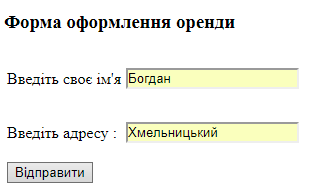 Форма оформлення оренди
Введіть своє ім'я Богдан
Введіть адресу : Хмельницький
Відправити